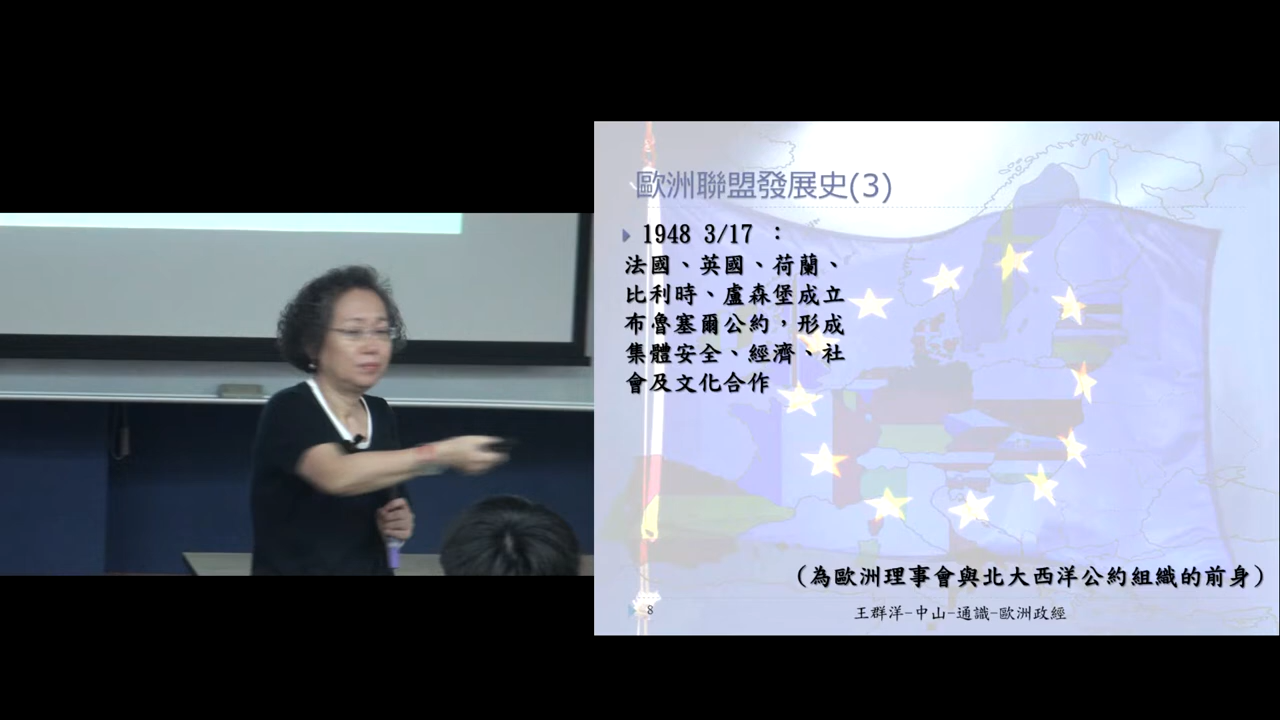 歐洲聯盟發展史(3)
1948 3/17 :
法國、英國、荷蘭、
比利時、盧森堡成立
布魯塞爾公約,形成
集體安全、經濟、社
會及文化合作
(為歐洲理事會與北大西洋公約組織的前身)
8
王群洋-中山-通識-歐洲政經